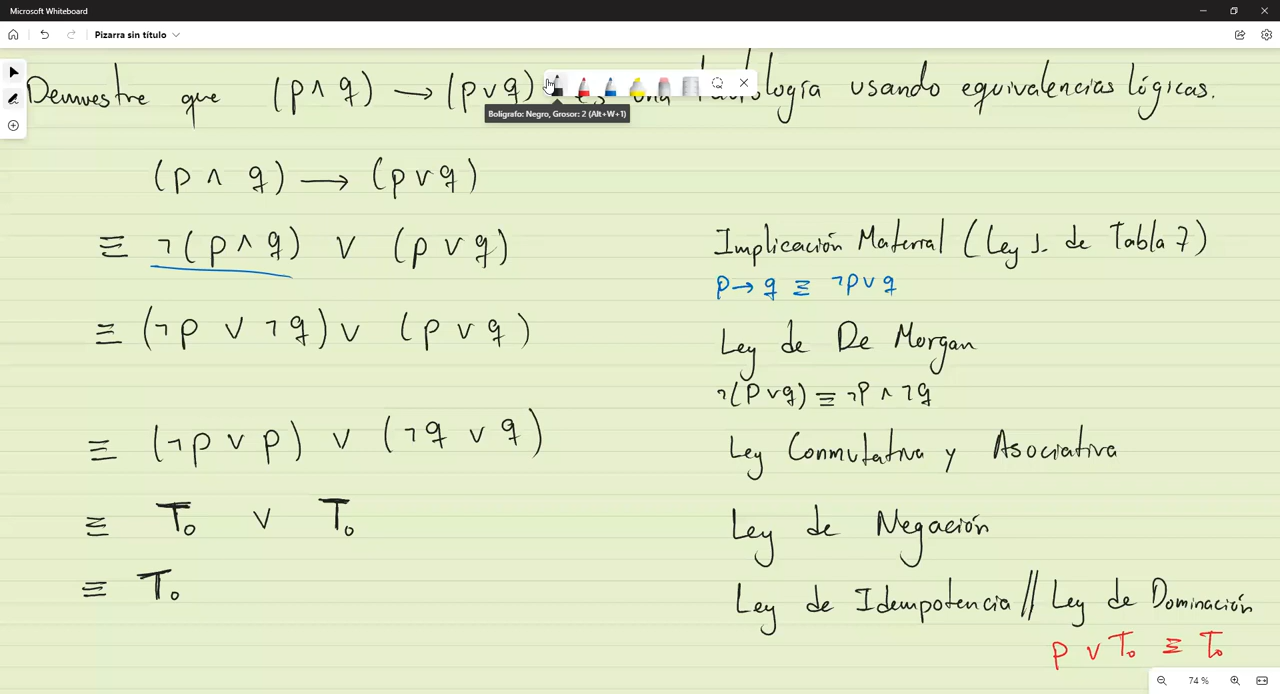 Microsoft Whiteboard
Pizarra sin título
Demuestre que (p ∧ q) → (p ∨ q) es una Tautología usando equivalencias lógicas.
Bolígrafo: Negro, Grosor: 2 (Alt+W+1)
(p ∧ q) → (p ∨ q)
≡ ¬(p ∧ q) ∨ (p ∨ q) Implicación Material (Ley 1. de Tabla 7)
p → q ≡ ¬p ∨ q
≡ (¬p ∨ ¬q) ∨ (p ∨ q) Ley de De Morgan
¬(p ∨ q) ≡ ¬p ∧ ¬q
≡ (¬p ∨ p) ∨ (¬q ∨ q) Ley Conmutativa y Asociativa
≡ T₀ ∨ T₀ Ley de Negación
≡ T₀ Ley de Idempotencia // Ley de Dominación
p ∨ T₀ ≡ T₀
74 %